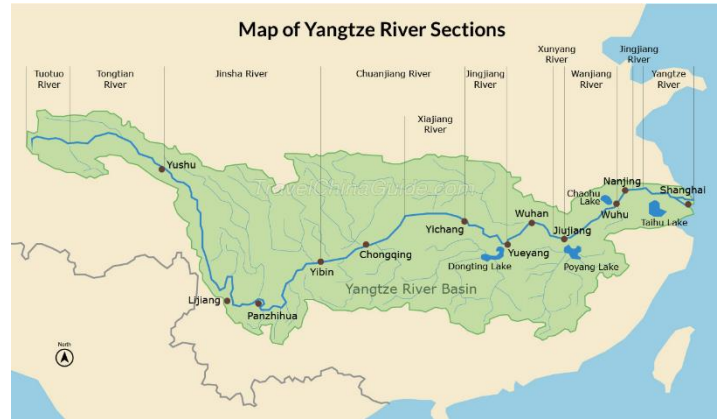 Map of Yangtze River Sections
Tuotuo
River
Tongtian River
Jinsha River
Chuanjiang River
Xiajiang
River
Jingjiang
River
Xunyang
River
Wanjiang
River
Jingjiang
River
Yangtze
River
Yushu
Lijiang
Panzhihua
Yibin
Chongqing
Yichang
Yueyang
Dongting Lake
Wuhan
Jiujiang
Poyang Lake
Chaohu
Lake
Wuhu
Nanjing
Shanghai
Taihu Lake
TravelChinaGuide.com
Yangtze River Basin
North